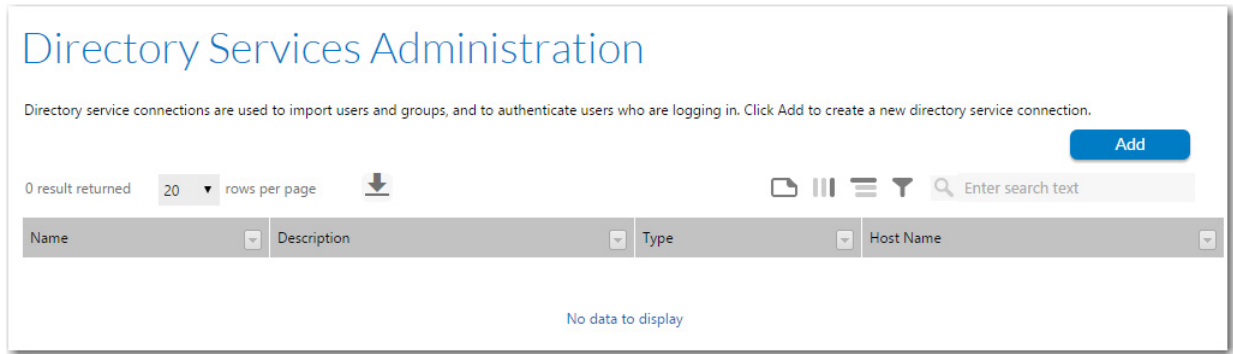 Directory Services Administration
Directory service connections are used to import users and groups, and to authenticate users who are logging in. Click Add to create a new directory service connection.
Add
0 result returned 20 rows per page Enter search text
Name Description Type Host Name
No data to display